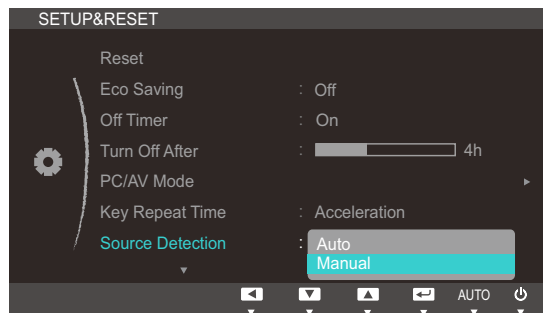 SETUP&RESET
Reset
Eco Saving : Off
Off Timer : On
Turn Off After : 4h
PC/AV Mode
Key Repeat Time : Acceleration
Source Detection : Auto
Manual
AUTO